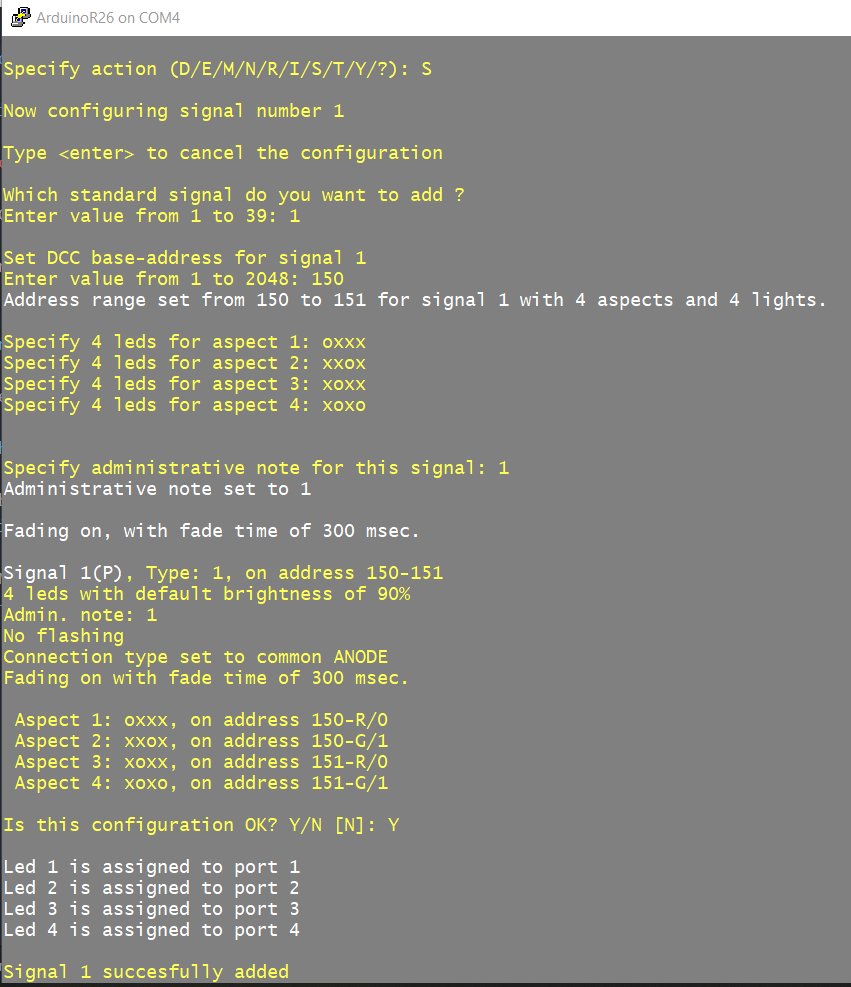 ArduinoR26 on COM4
Specify action (D/E/M/N/R/I/S/T/Y/?): S
Now configuring signal number 1
Type <enter> to cancel the configuration
Which standard signal do you want to add ?
Enter value from 1 to 39: 1
Set DCC base-address for signal 1
Enter value from 1 to 2048: 150
Address range set from 150 to 151 for signal 1 with 4 aspects and 4 lights.
Specify 4 leds for aspect 1: oxxx
Specify 4 leds for aspect 2: xxox
Specify 4 leds for aspect 3: xoxx
Specify 4 leds for aspect 4: xoxo
Specify administrative note for this signal: 1
Administrative note set to 1
Fading on, with fade time of 300 msec.
Signal 1(P), Type: 1, on address 150-151
4 leds with default brightness of 90%
Admin. note: 1
No flashing
Connection type set to common ANODE
Fading on with fade time of 300 msec.
Aspect 1: oxxx, on address 150-R/0
Aspect 2: xxox, on address 150-G/1
Aspect 3: xoxx, on address 151-R/0
Aspect 4: xoxo, on address 151-G/1
Is this configuration OK? Y/N [N]: Y
Led 1 is assigned to port 1
Led 2 is assigned to port 2
Led 3 is assigned to port 3
Led 4 is assigned to port 4
Signal 1 succesfully added